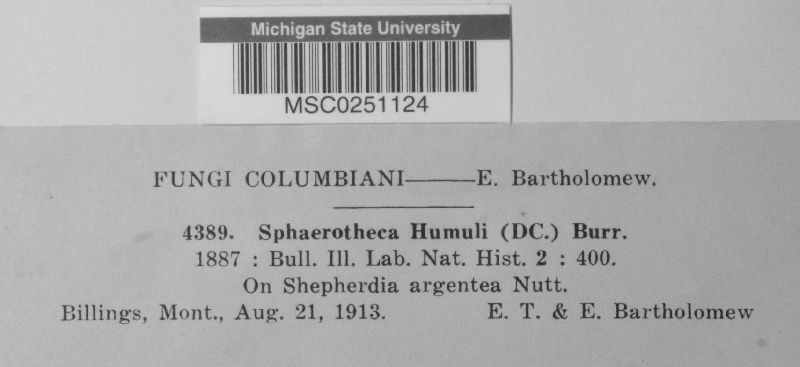 Michigan State University
MSC0251124
FUNGI COLUMBIANI——E. Bartholomew.
4389. Sphaerotheca Humuli (DC.) Burr.
1887 : Bull. Ill. Lab. Nat. Hist. 2 : 400.
On Shepherdia argentea Nutt.
Billings, Mont., Aug. 21, 1913. E. T. & E. Bartholomew